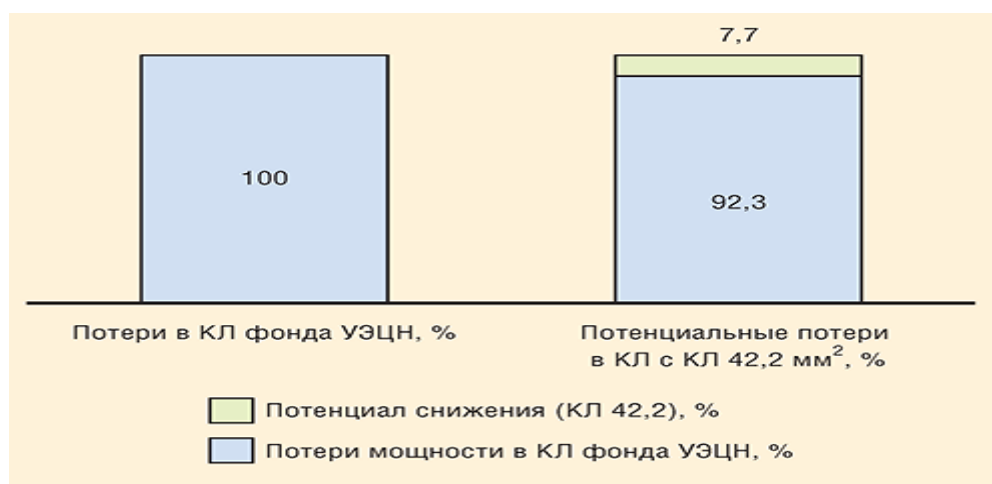 7,7
100
92,3
Потери в КЛ фонда УЭЦН, %
Потенциальные потери
в КЛ с КЛ 42,2 мм², %
Потенциал снижения (КЛ 42,2), %
Потери мощности в КЛ фонда УЭЦН, %